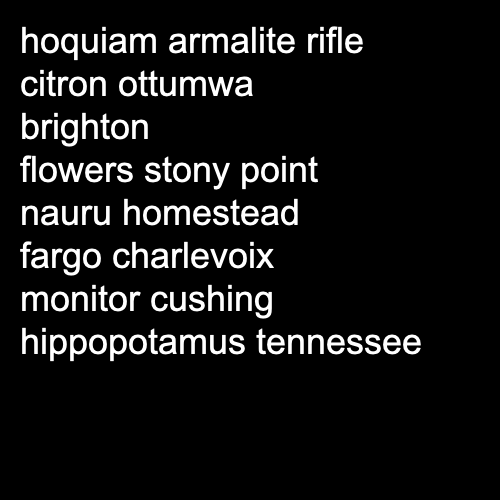 hoquiam armalite rifle
citron ottumwa
brighton
flowers stony point
nauru homestead
fargo charlevoix
monitor cushing
hippopotamus tennessee